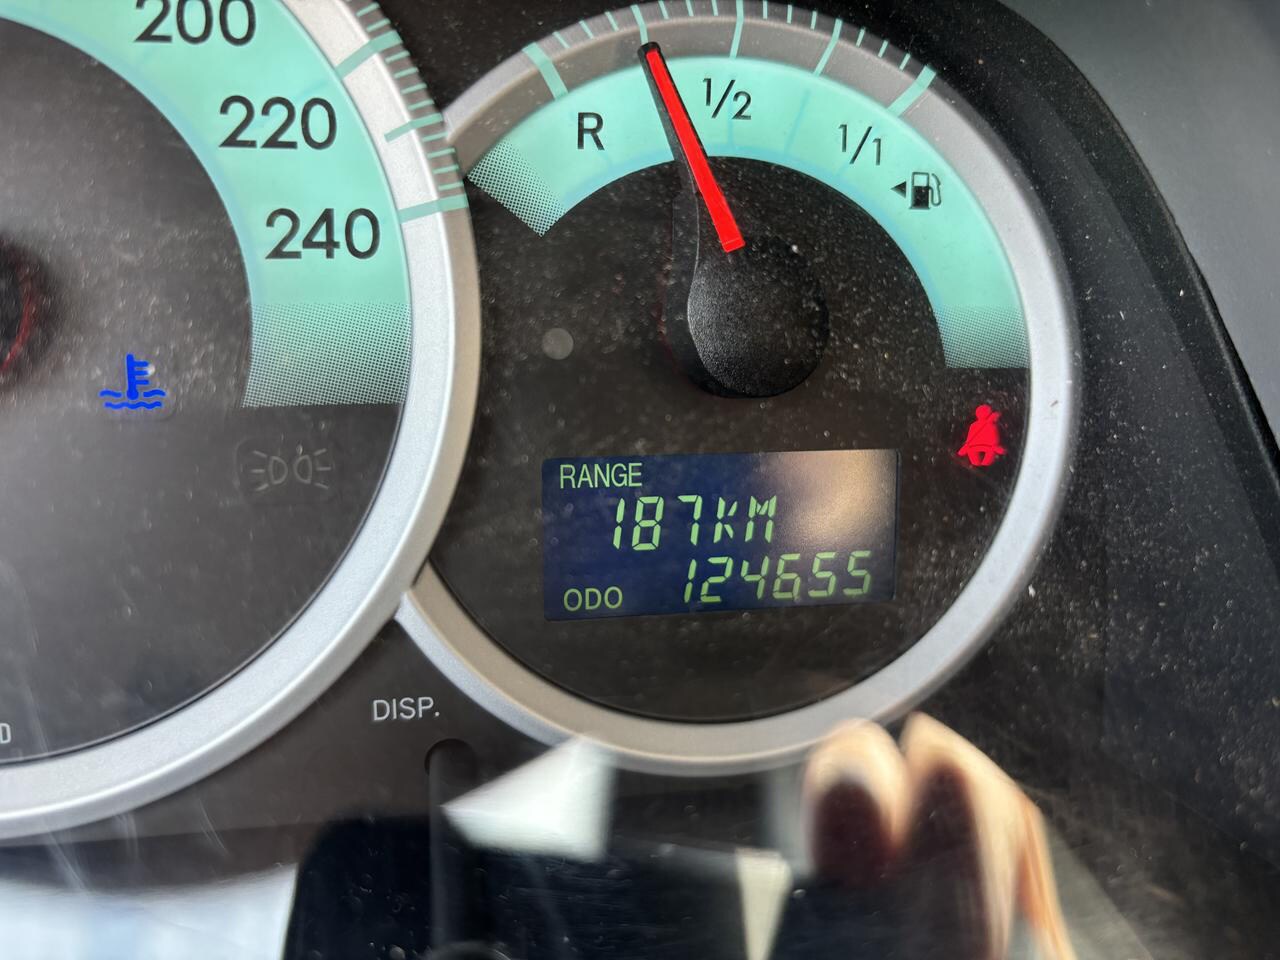 200
220
240
R
1/2
1/1
RANGE
187KM
ODO 124655
DISP.